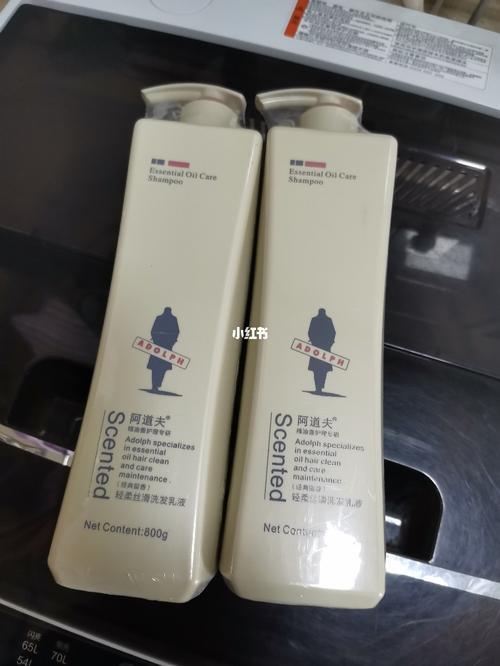 Essential Oil Care
Shampoo
ADOLPH
阿道夫®
精油香护理专研
Scented
Adolph specializes
in essential
oil hair clean
and care
maintenance.
(经典留香)
轻柔丝滑洗发乳液
Net Content:800g
Essential Oil Care
Shampoo
ADOLPH
阿道夫®
精油香护理专研
Scented
Adolph specializes
in essential
oil hair clean
and care
maintenance.
(经典留香)
轻柔丝滑洗发乳液
Net Conte
小红书
65L
70L
54L